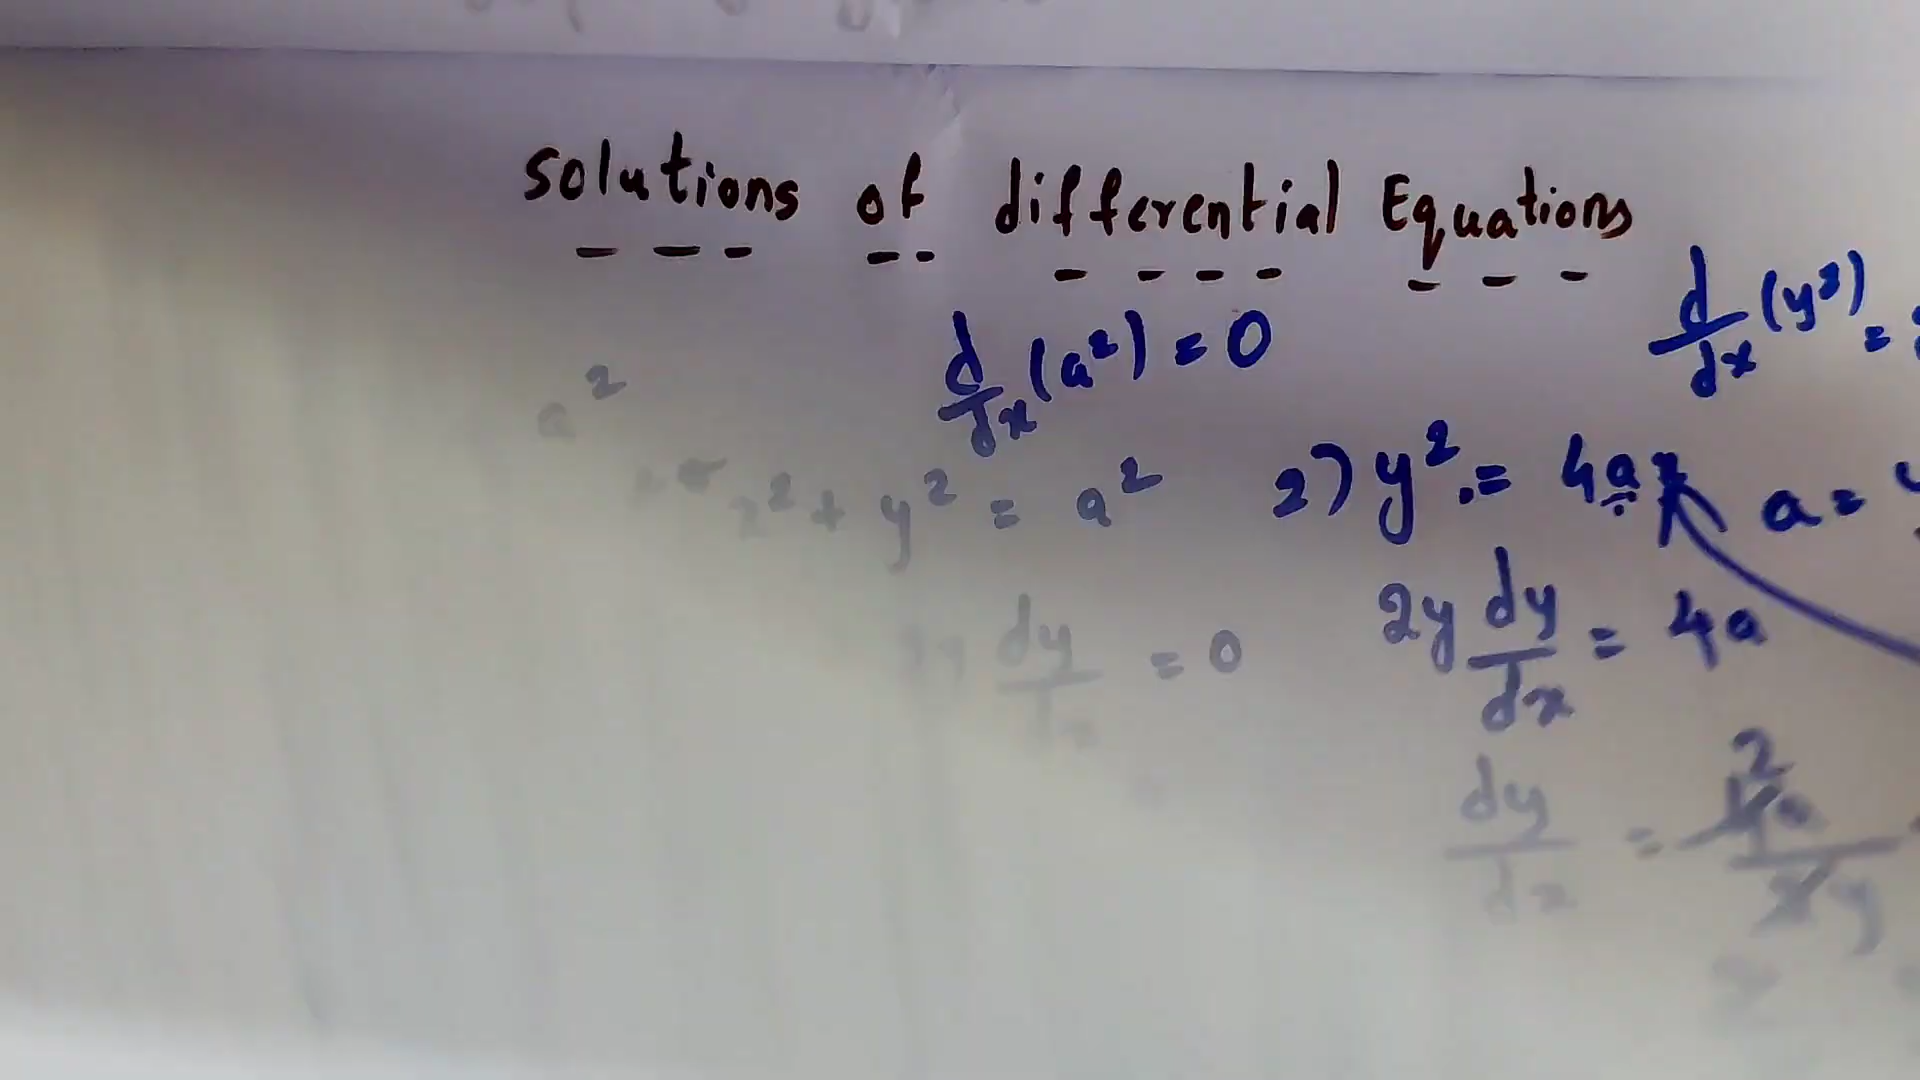 Solutions of differential Equations
d/dx (a²) = 0
d/dx (y²) =
a²
x² + y² = a²
2) y² = 4ax
a =
dy/dx = 0
2y dy/dx = 4a
dy/dx =